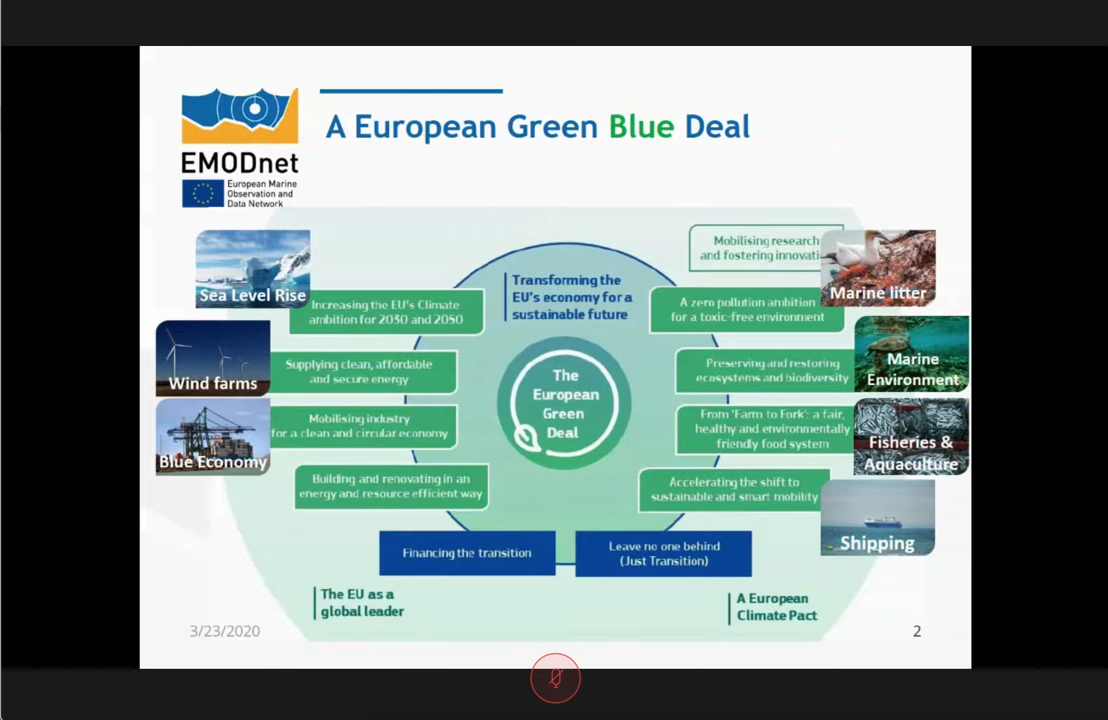 A European Green Blue Deal
EMODnet
European Marine
Observation and
Data Network
Sea Level Rise
Increasing the EU's Climate
ambition for 2030 and 2050
Wind farms
Supplying clean, affordable
and secure energy
Blue Economy
Mobilising industry
for a clean and circular economy
Building and renovating in an
energy and resource efficient way
Transforming the
EU's economy for a
sustainable future
The
European
Green
Deal
Mobilising research
and fostering innovati
Marine litter
A zero pollution ambition
for a toxic-free environment
Marine
Environment
Preserving and restoring
ecosystems and biodiversity
From 'Farm to Fork': a fair,
healthy and environmentally
friendly food system
Fisheries &
Aquaculture
Accelerating the shift to
sustainable and smart mobility
Shipping
Financing the transition
Leave no one behind
(Just Transition)
The EU as a
global leader
A European
Climate Pact
3/23/2020
2